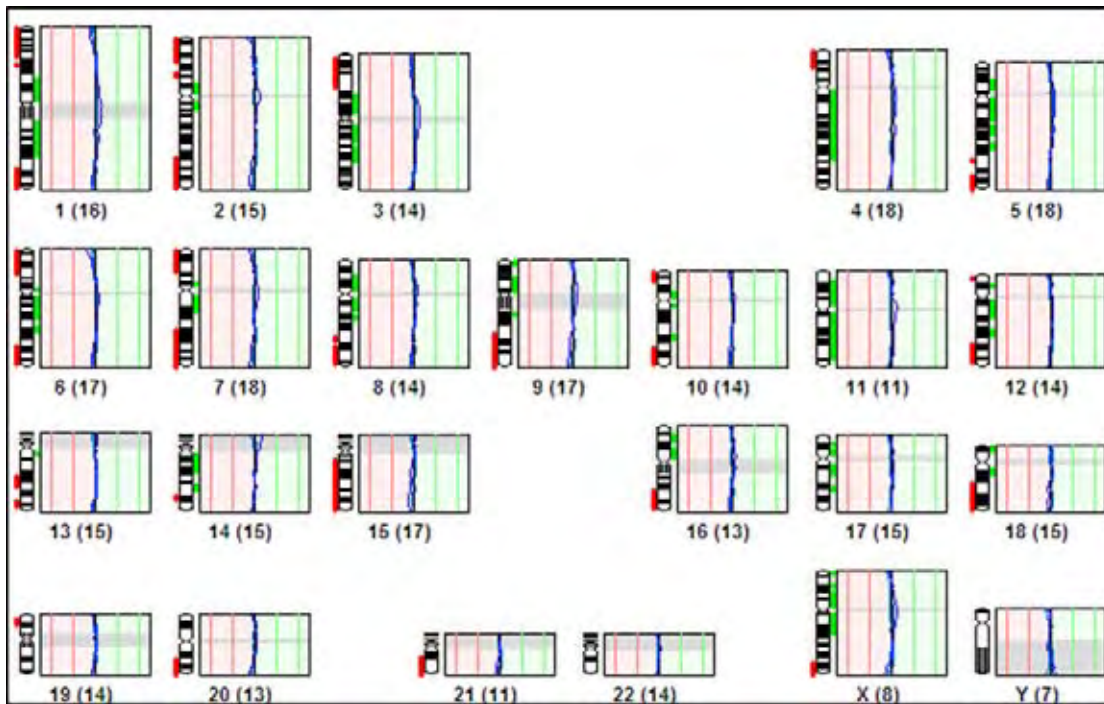 1 (16) 2 (15) 3 (14) 4 (18) 5 (18)
6 (17) 7 (18) 8 (14) 9 (17) 10 (14) 11 (11) 12 (14)
13 (15) 14 (15) 15 (17) 16 (13) 17 (15) 18 (15)
19 (14) 20 (13) 21 (11) 22 (14) X (8) Y (7)